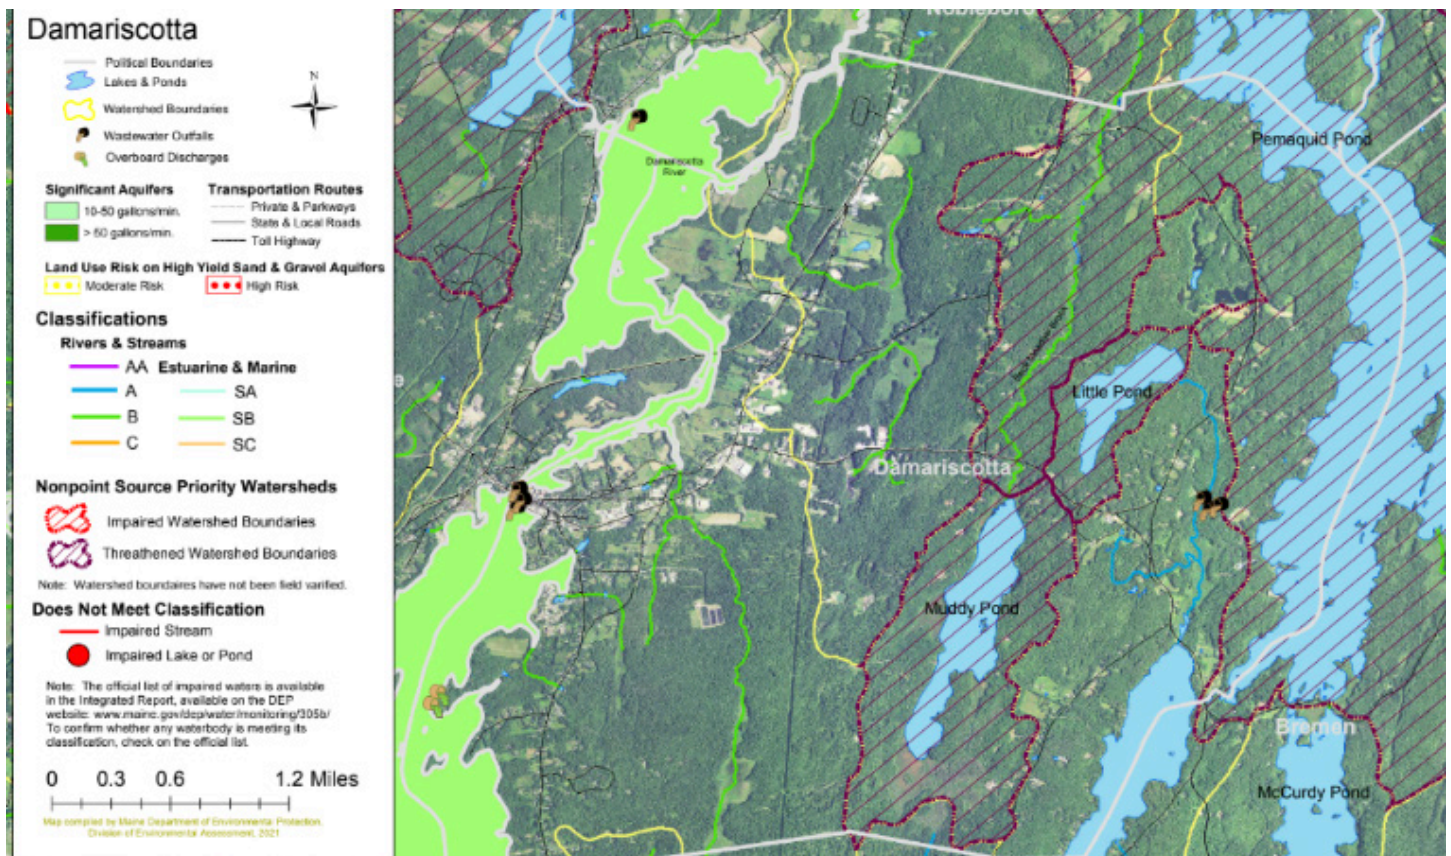 Damariscotta
Political Boundaries
Lakes & Ponds
N
Watershed Boundaries
Wastewater Outfalls
Overboard Discharges
Significant Aquifers
10-50 gallons/min.
> 50 gallons/min.
Transportation Routes
Private & Parkways
State & Local Roads
Toll Highway
Land Use Risk on High Yield Sand & Gravel Aquifers
Moderate Risk
High Risk
Classifications
Rivers & Streams
AA
A
B
C
Estuarine & Marine
SA
SB
SC
Nonpoint Source Priority Watersheds
Impaired Watershed Boundaries
Threathened Watershed Boundaries
Note: Watershed boundaires have not been field varified.
Does Not Meet Classification
Impaired Stream
Impaired Lake or Pond
Note: The official list of impaired waters is available
in the Integrated Report, available on the DEP
website: www.maine.gov/dep/water/monitoring/305b/
To confirm whether any waterbody is meeting its
classification, check on the official list.
0 0.3 0.6 1.2 Miles
Map compiled by Maine Department of Environmental Protection,
Division of Environmental Assessment, 2021
Nobleboro
Pemaquid Pond
Damariscotta
River
Little Pond
Damariscotta
Muddy Pond
Bremen
McCurdy Pond